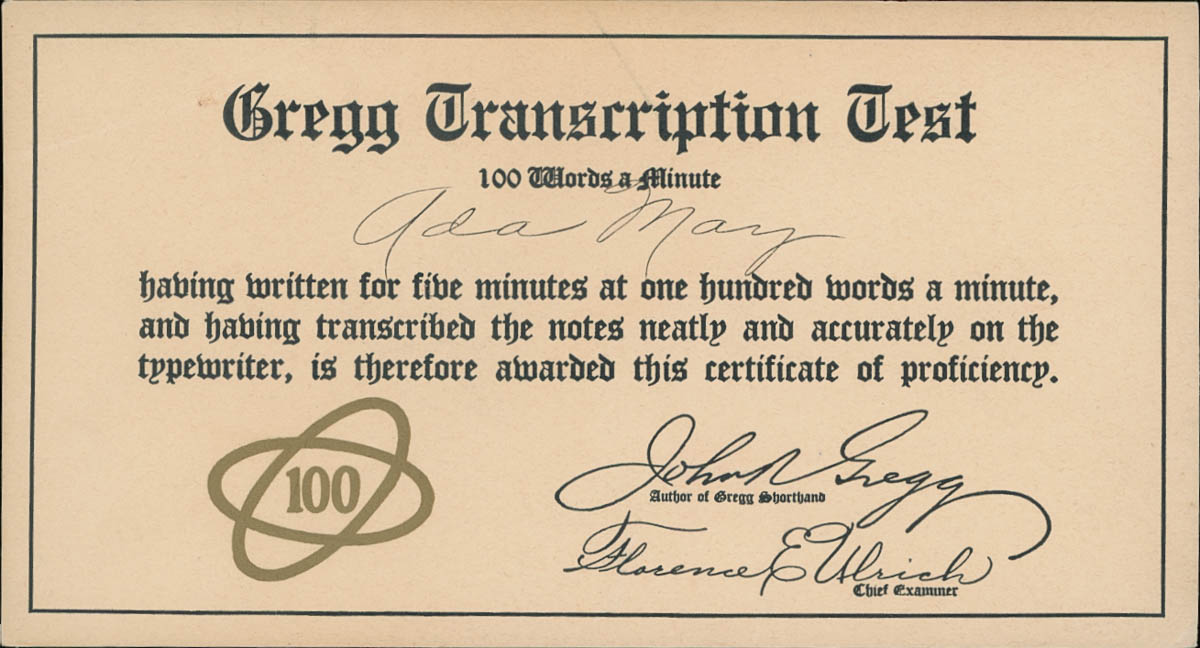 Gregg Transcription Test
100 Words a Minute
Ada May
having written for five minutes at one hundred words a minute,
and having transcribed the notes neatly and accurately on the
typewriter, is therefore awarded this certificate of proficiency.
100
John R Gregg
Author of Gregg Shorthand
Florence E Ulrich
Chief Examiner